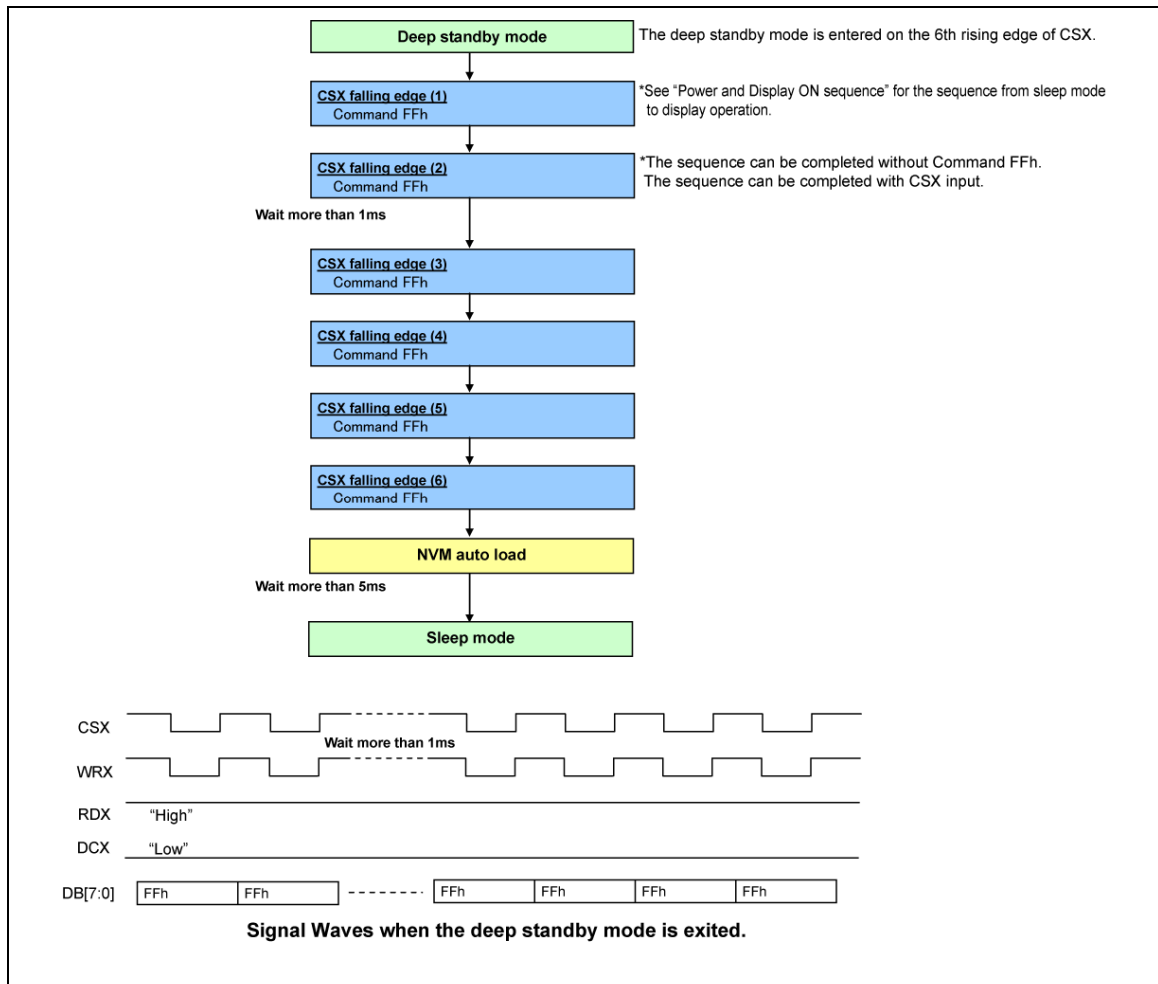 Deep standby mode
The deep standby mode is entered on the 6th rising edge of CSX.
CSX falling edge (1)
Command FFh
*See “Power and Display ON sequence” for the sequence from sleep mode
to display operation.
CSX falling edge (2)
Command FFh
*The sequence can be completed without Command FFh.
The sequence can be completed with CSX input.
Wait more than 1ms
CSX falling edge (3)
Command FFh
CSX falling edge (4)
Command FFh
CSX falling edge (5)
Command FFh
CSX falling edge (6)
Command FFh
NVM auto load
Wait more than 5ms
Sleep mode
CSX
Wait more than 1ms
WRX
RDX “High”
DCX “Low”
DB[7:0] FFh FFh FFh FFh FFh FFh
Signal Waves when the deep standby mode is exited.